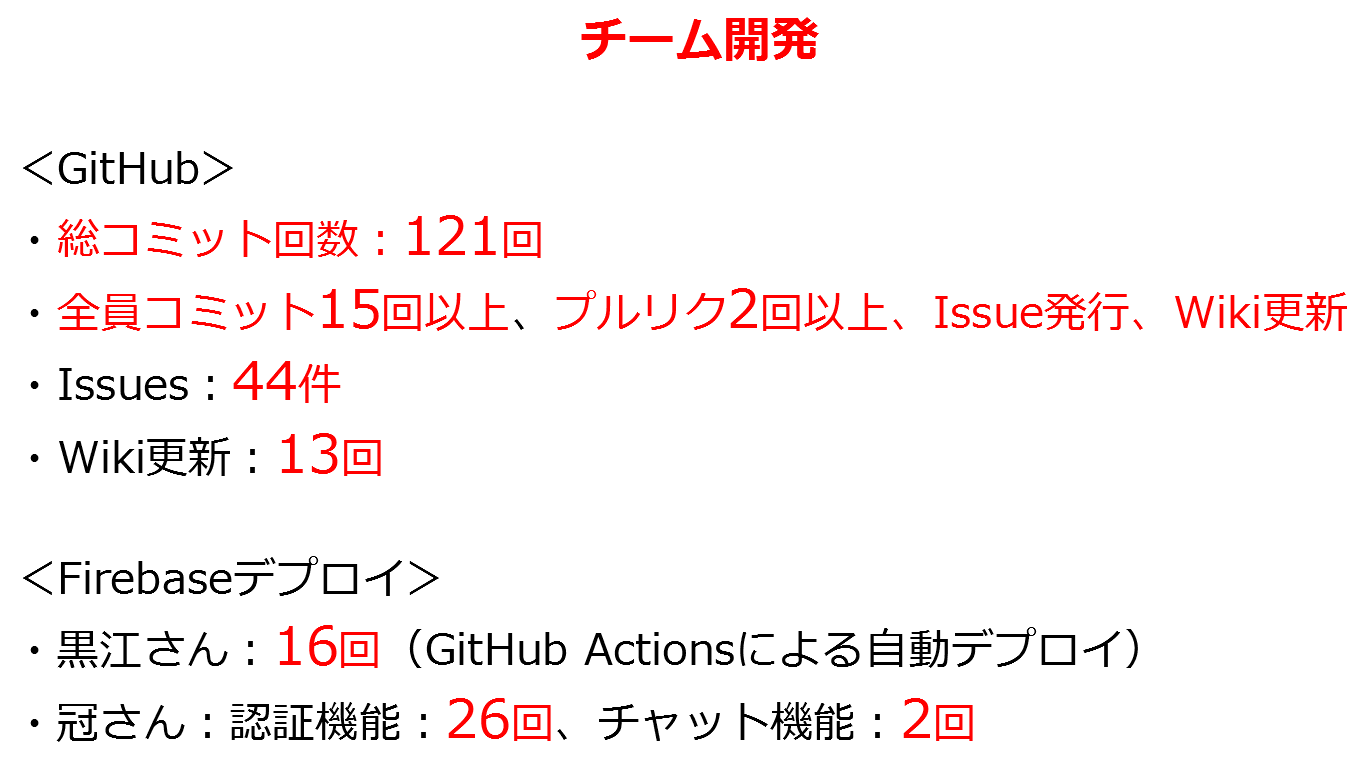 チーム開発
＜GitHub＞
・総コミット回数：121回
・全員コミット15回以上、プルリク2回以上、Issue発行、Wiki更新
・Issues：44件
・Wiki更新：13回
＜Firebaseデプロイ＞
・黒江さん：16回（GitHub Actionsによる自動デプロイ）
・冠さん：認証機能：26回、チャット機能：2回